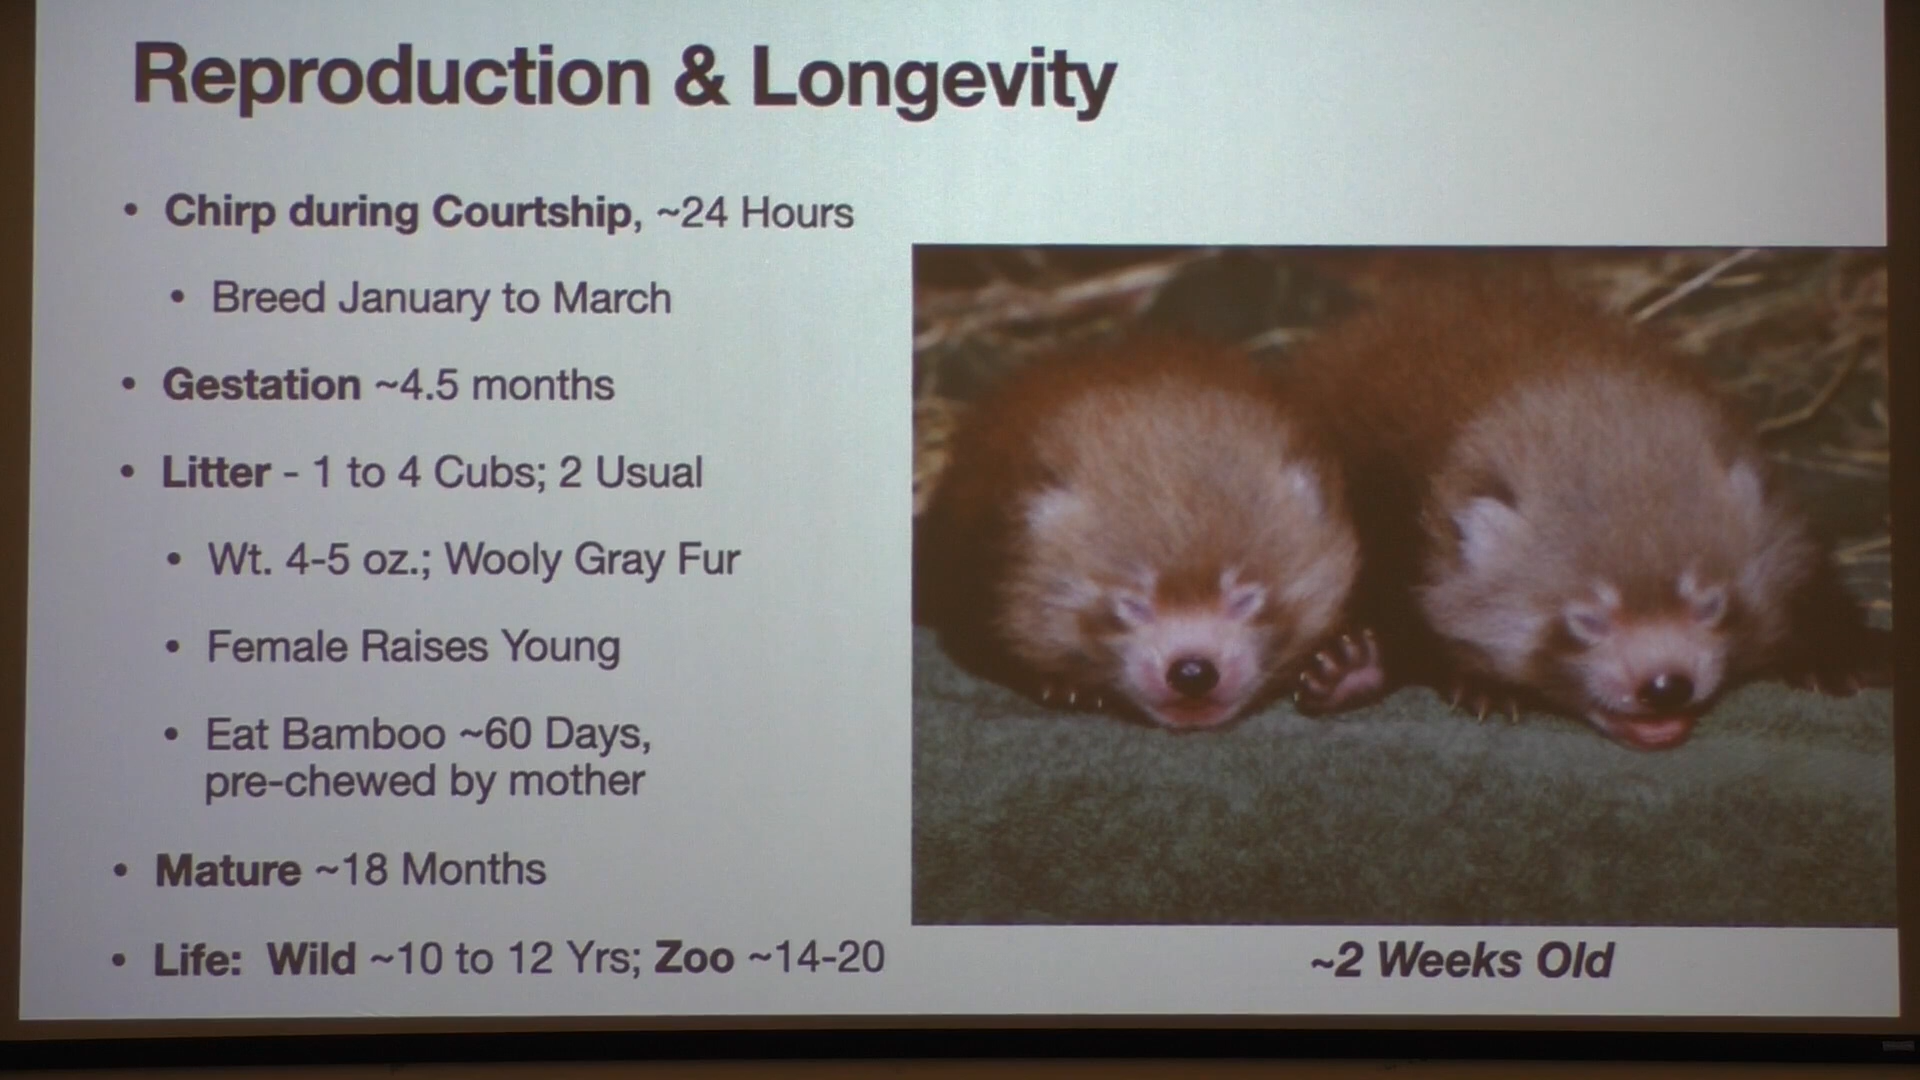 Reproduction & Longevity
• Chirp during Courtship, ~24 Hours
• Breed January to March
• Gestation ~4.5 months
• Litter - 1 to 4 Cubs; 2 Usual
• Wt. 4-5 oz.; Wooly Gray Fur
• Female Raises Young
• Eat Bamboo ~60 Days,
pre-chewed by mother
• Mature ~18 Months
• Life: Wild ~10 to 12 Yrs; Zoo ~14-20
~2 Weeks Old